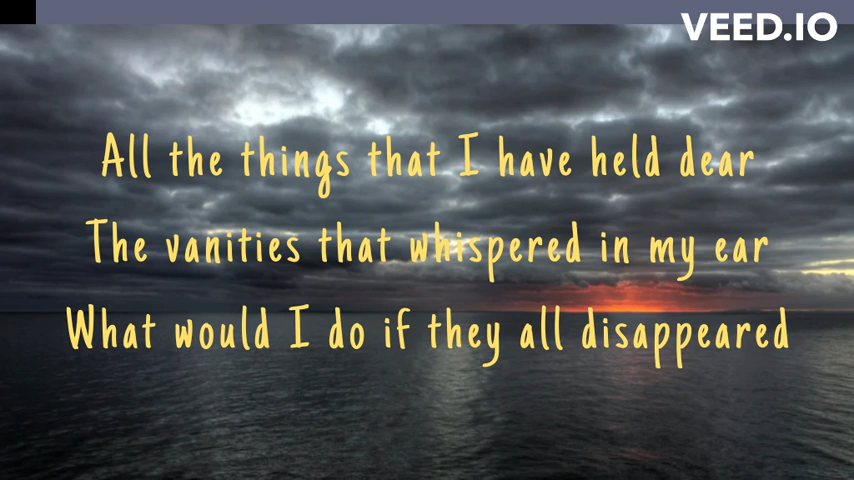 VEED.IO
All the things that I have held dear
The vanities that whispered in my ear
What would I do if they all disappeared